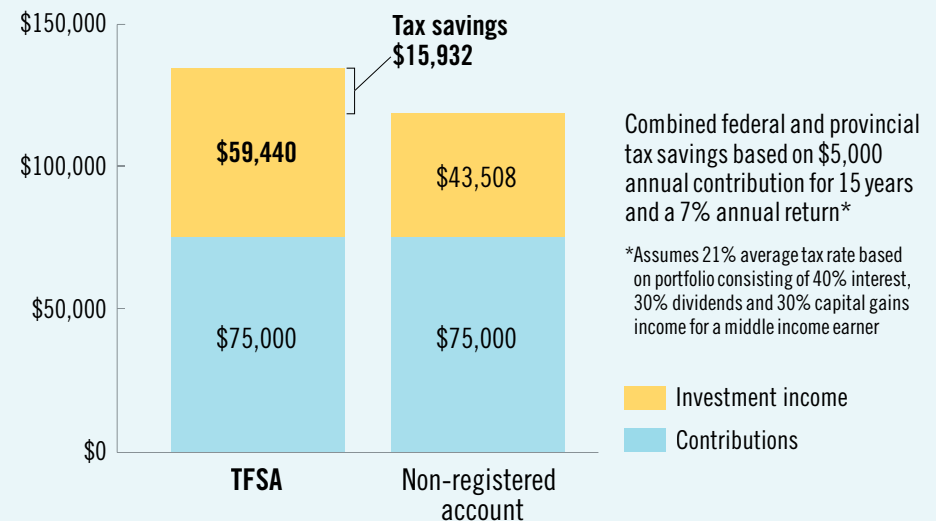 $150,000
Tax savings
$15,932
$59,440
$100,000
$43,508
Combined federal and provincial
tax savings based on $5,000
annual contribution for 15 years
and a 7% annual return*
*Assumes 21% average tax rate based
on portfolio consisting of 40% interest,
30% dividends and 30% capital gains
income for a middle income earner
$50,000
$75,000
$75,000
Investment income
Contributions
$0
TFSA
Non-registered
account